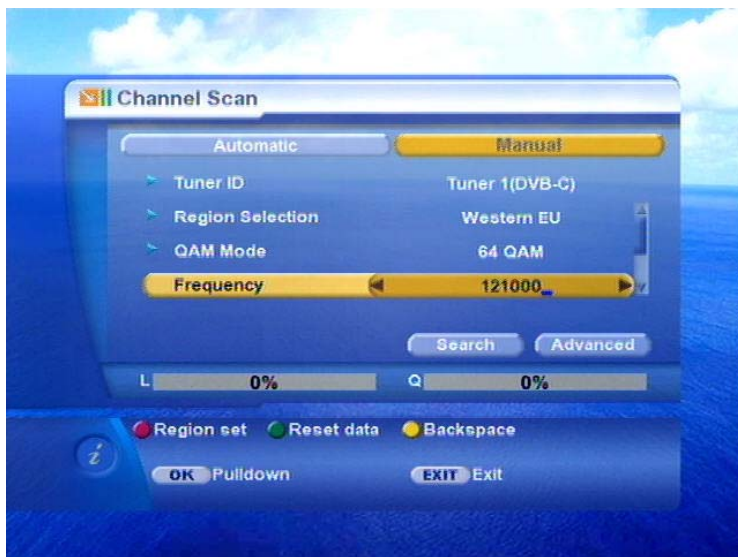 Channel Scan
Automatic Manual
Tuner ID Tuner 1(DVB-C)
Region Selection Western EU
QAM Mode 64 QAM
Frequency 121000_
Search Advanced
L 0% Q 0%
Region set Reset data Backspace
i
OK Pulldown EXIT Exit